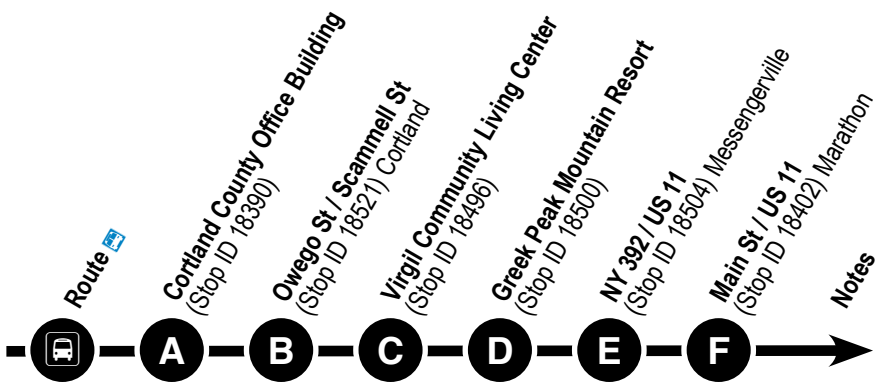 Route
Cortland County Office Building
(Stop ID 18390)
Owego St / Scammell St
(Stop ID 18521) Cortland
Virgil Community Living Center
(Stop ID 18496)
Greek Peak Mountain Resort
(Stop ID 18500)
NY 392 / US 11
(Stop ID 18504) Messengerville
Main St / US 11
(Stop ID 18402) Marathon
Notes
A
B
C
D
E
F